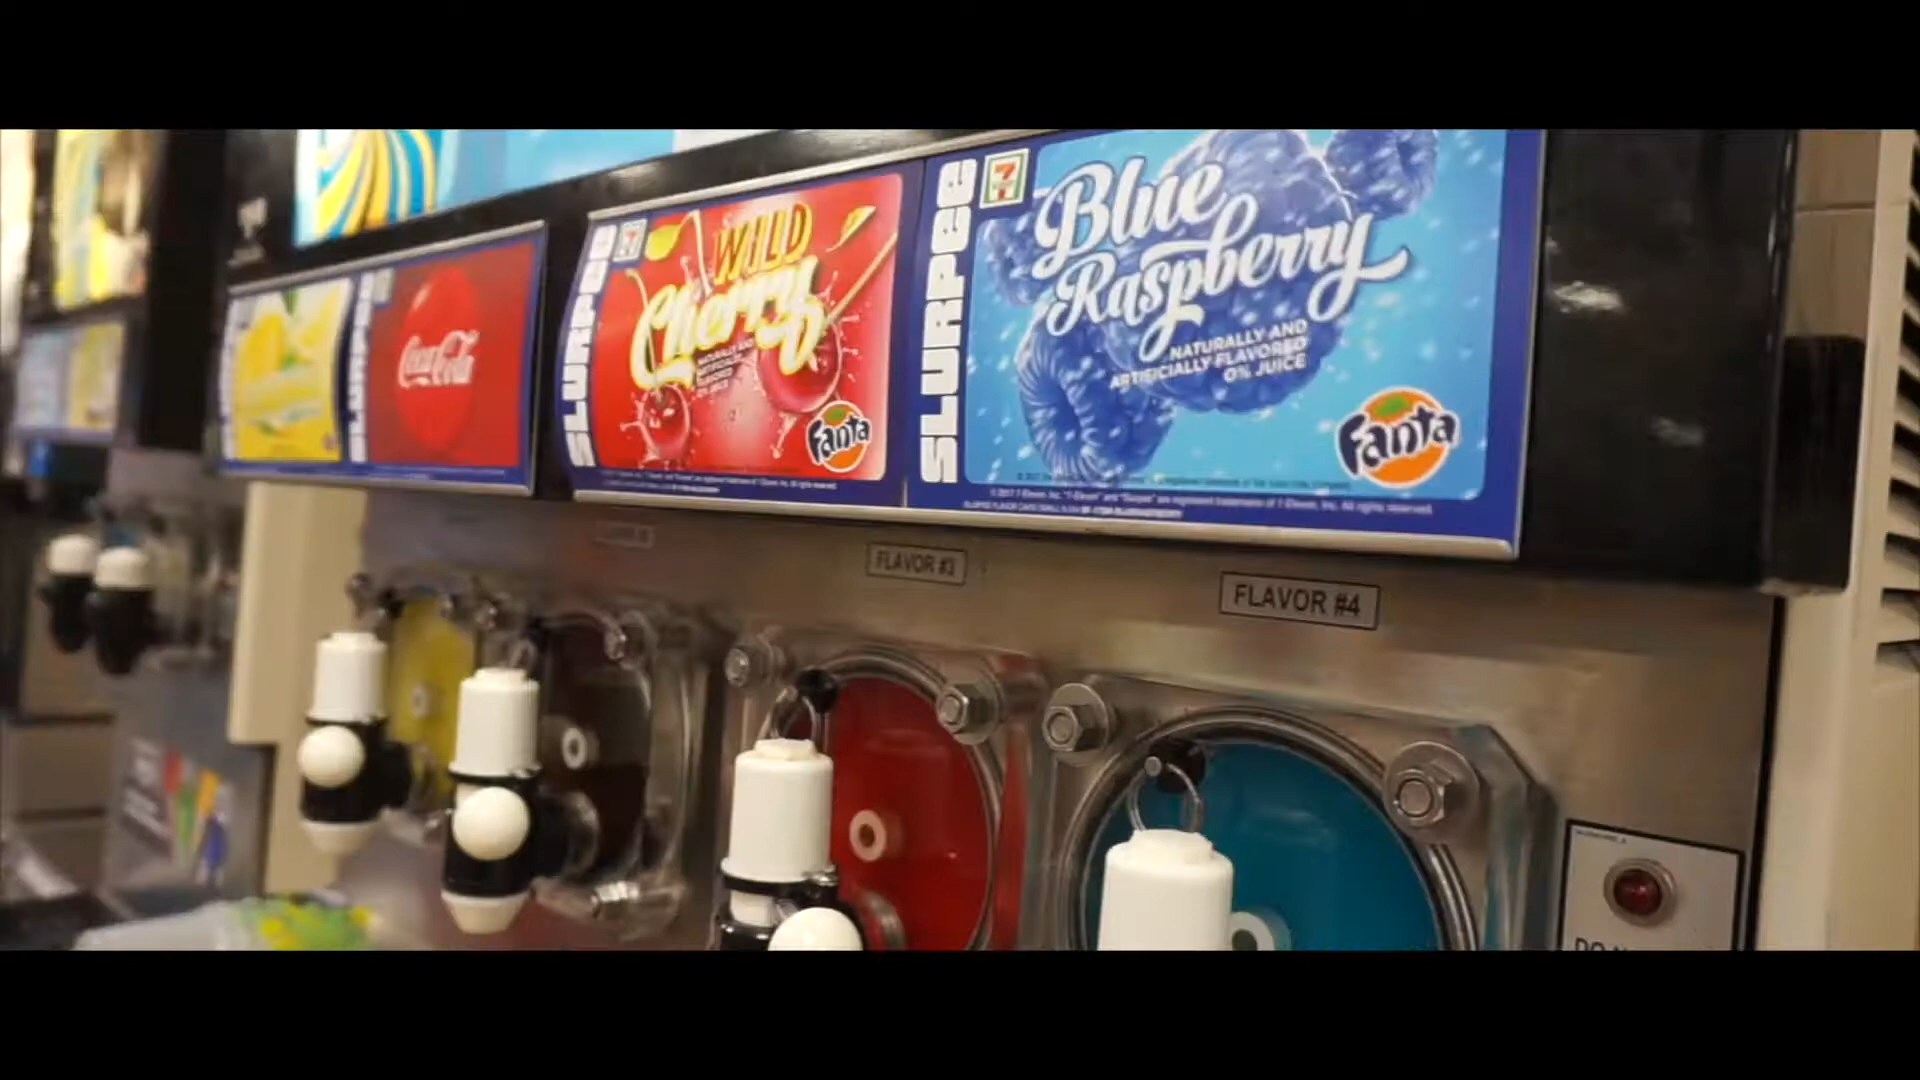 SLURPEE
Coca-Cola
SLURPEE
7
WILD
Cherry
Fanta
SLURPEE
7
Blue
Raspberry
NATURALLY AND
ARTIFICIALLY FLAVORED
0% JUICE
Fanta
FLAVOR #3
FLAVOR #4